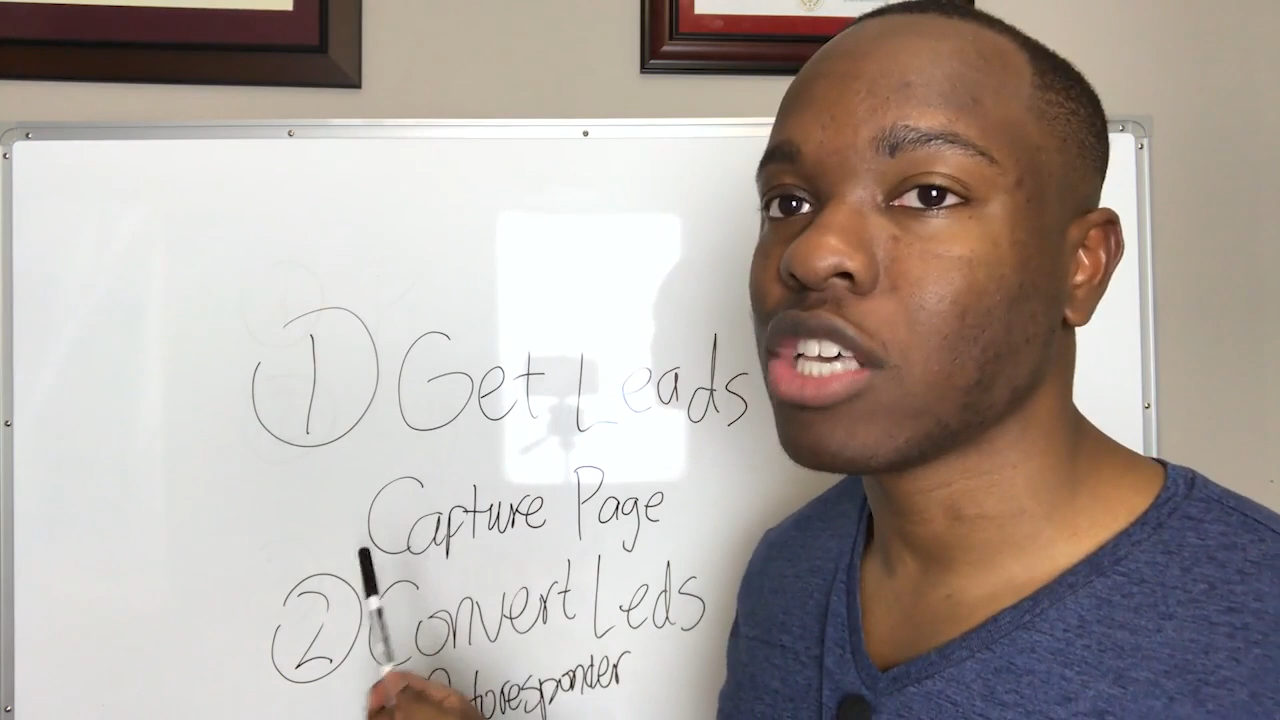 ① Get Leads
Capture Page
② Convert Leds
Autoresponder